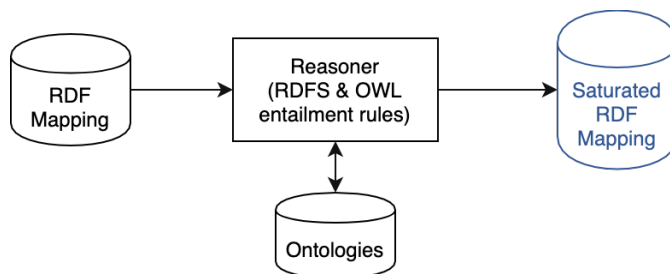 RDF
Mapping
Reasoner
(RDFS & OWL
entailment rules)
Saturated
RDF
Mapping
Ontologies